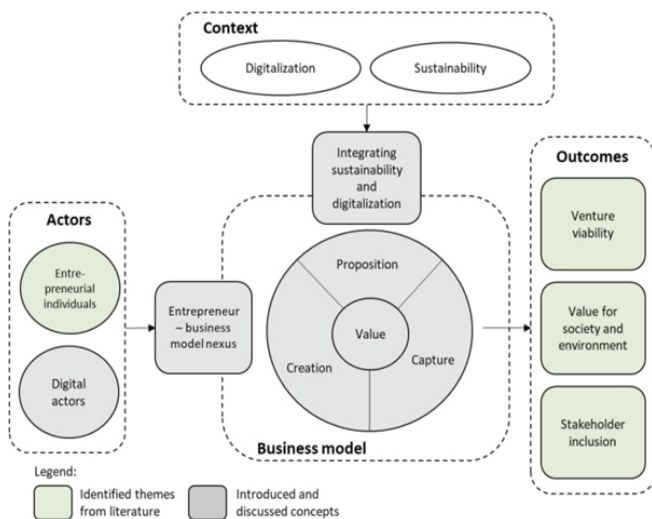 Context
Digitalization
Sustainability
Integrating
sustainability
and
digitalization
Outcomes
Venture
viability
Value for
society and
environment
Stakeholder
inclusion
Actors
Entre-
preneurial
individuals
Digital
actors
Entrepreneur
– business
model nexus
Proposition
Value
Creation
Capture
Business model
Legend:
Identified themes
from literature
Introduced and
discussed concepts